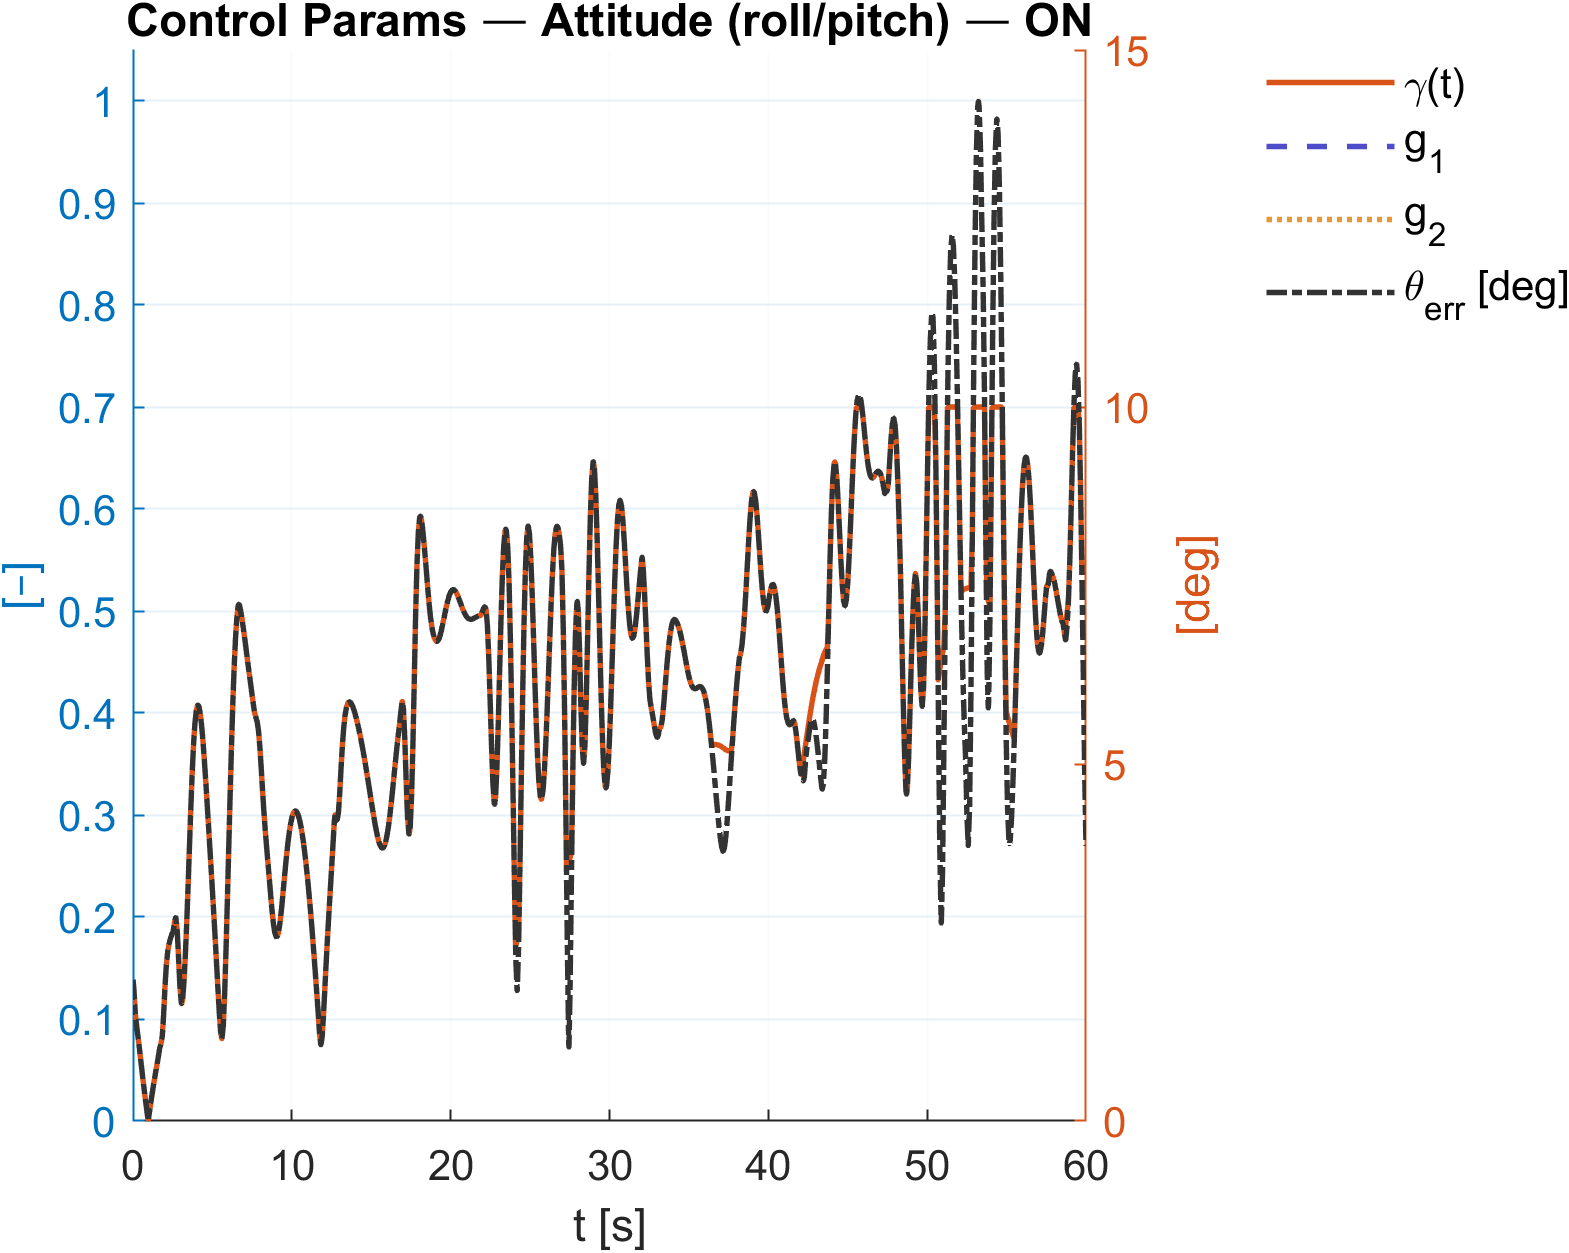 Control Params — Attitude (roll/pitch) — ON
[−]
1
0.9
0.8
0.7
0.6
0.5
0.4
0.3
0.2
0.1
0
15
10
5
0
[deg]
0 10 20 30 40 50 60
t [s]
γ(t)
g1
g2
θerr [deg]